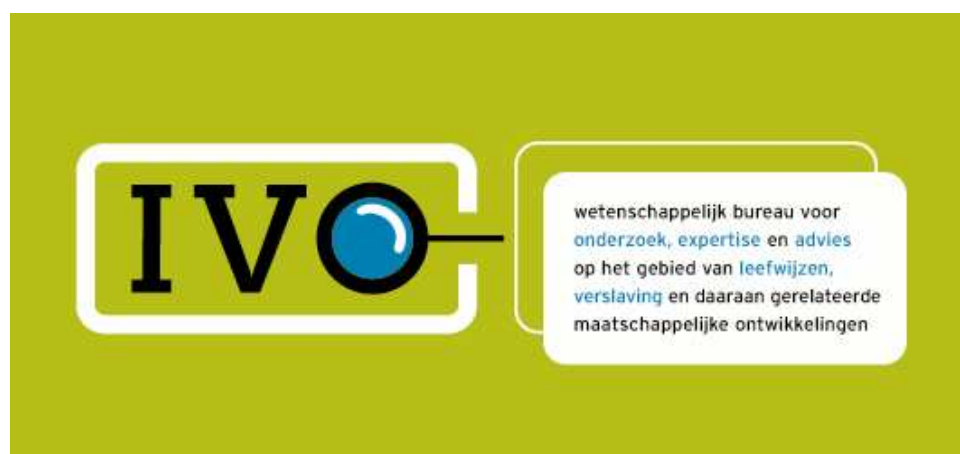 IVO
wetenschappelijk bureau voor
onderzoek, expertise en advies
op het gebied van leefwijzen,
verslaving en daaraan gerelateerde
maatschappelijke ontwikkelingen